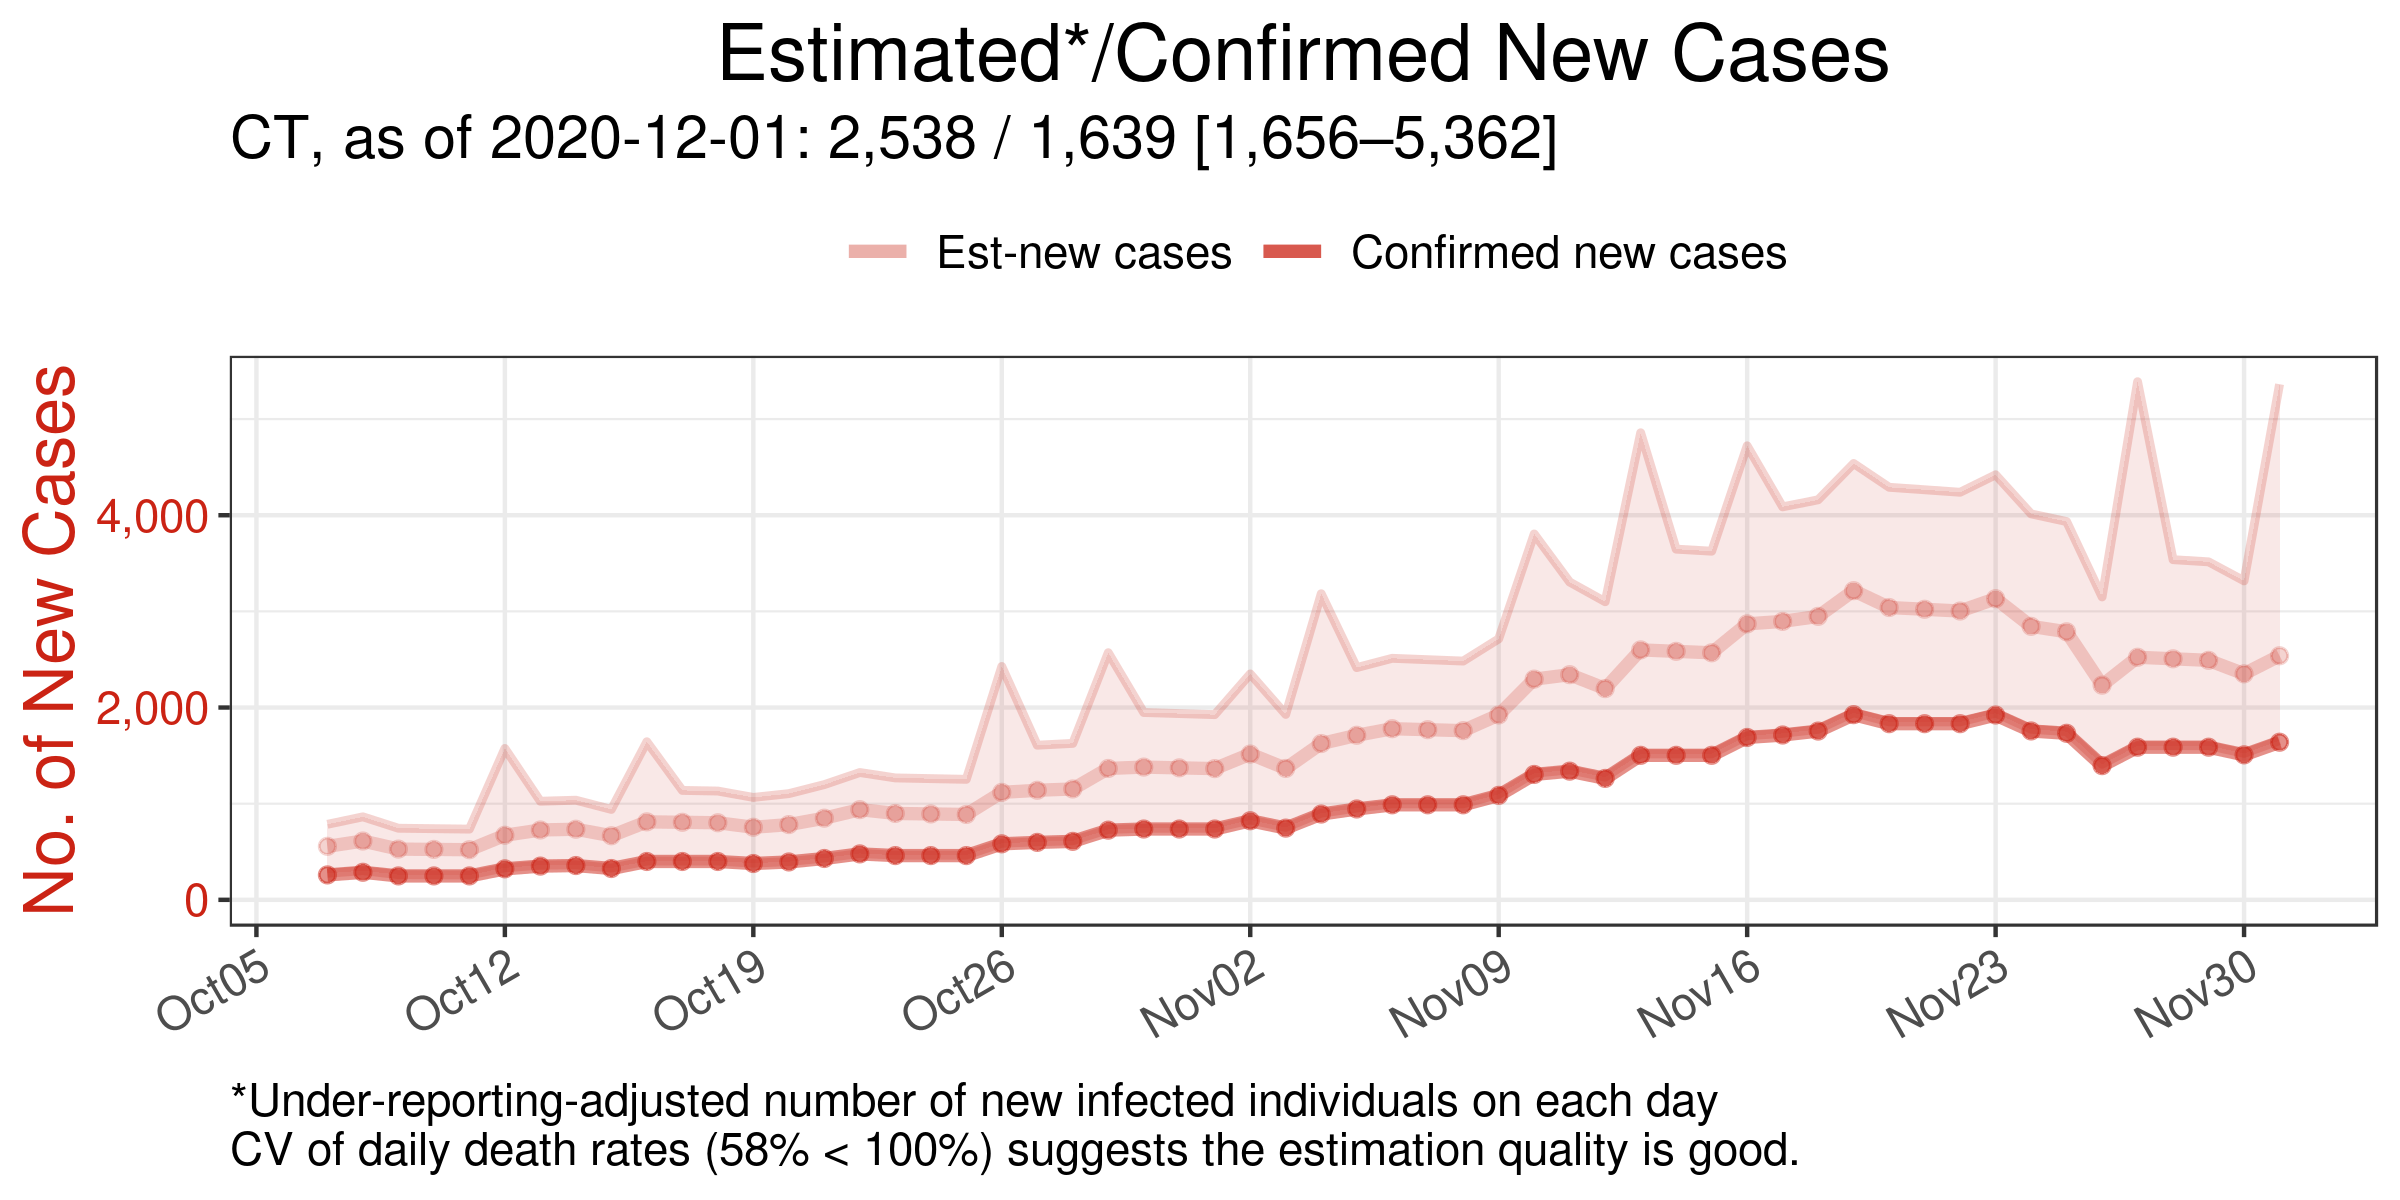 Estimated*/Confirmed New Cases
CT, as of 2020-12-01: 2,538 / 1,639 [1,656–5,362]
Est-new cases Confirmed new cases
No. of New Cases
4,000
2,000
0
Oct05 Oct12 Oct19 Oct26 Nov02 Nov09 Nov16 Nov23 Nov30
*Under-reporting-adjusted number of new infected individuals on each day
CV of daily death rates (58% < 100%) suggests the estimation quality is good.